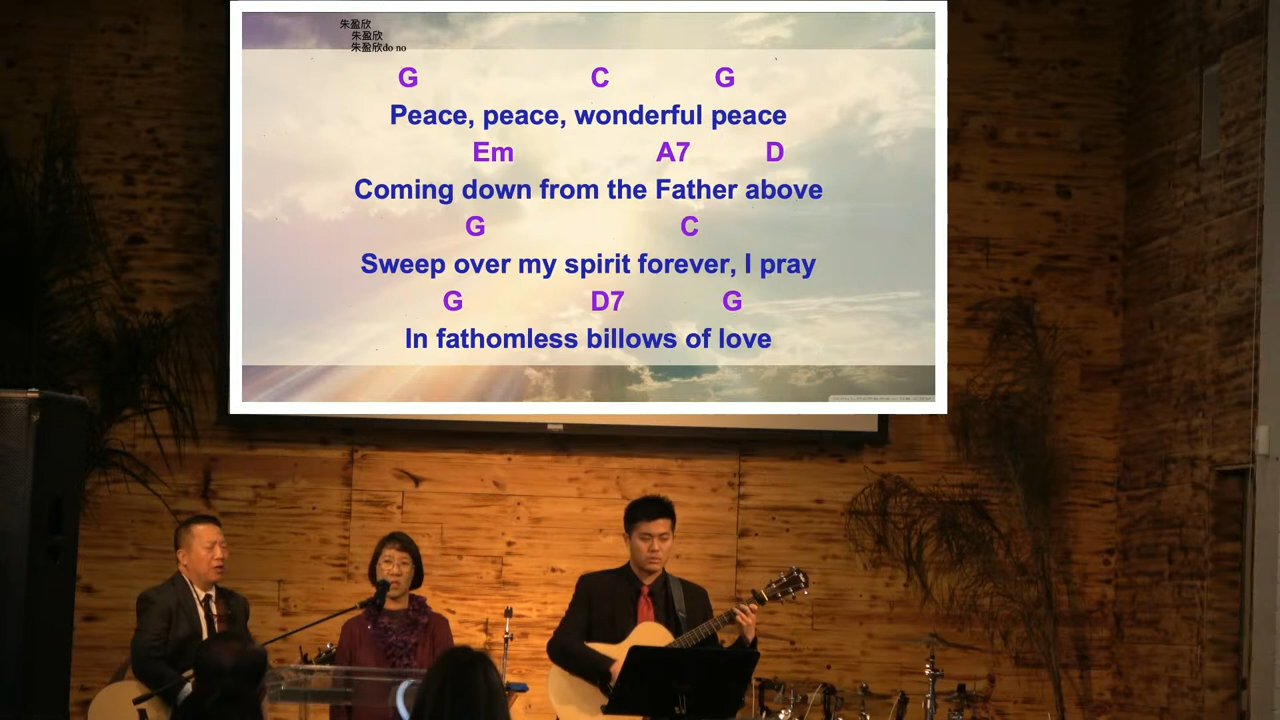 朱盈欣
朱盈欣
朱盈欣do no
G C G
Peace, peace, wonderful peace
Em A7 D
Coming down from the Father above
G C
Sweep over my spirit forever, I pray
G D7 G
In fathomless billows of love